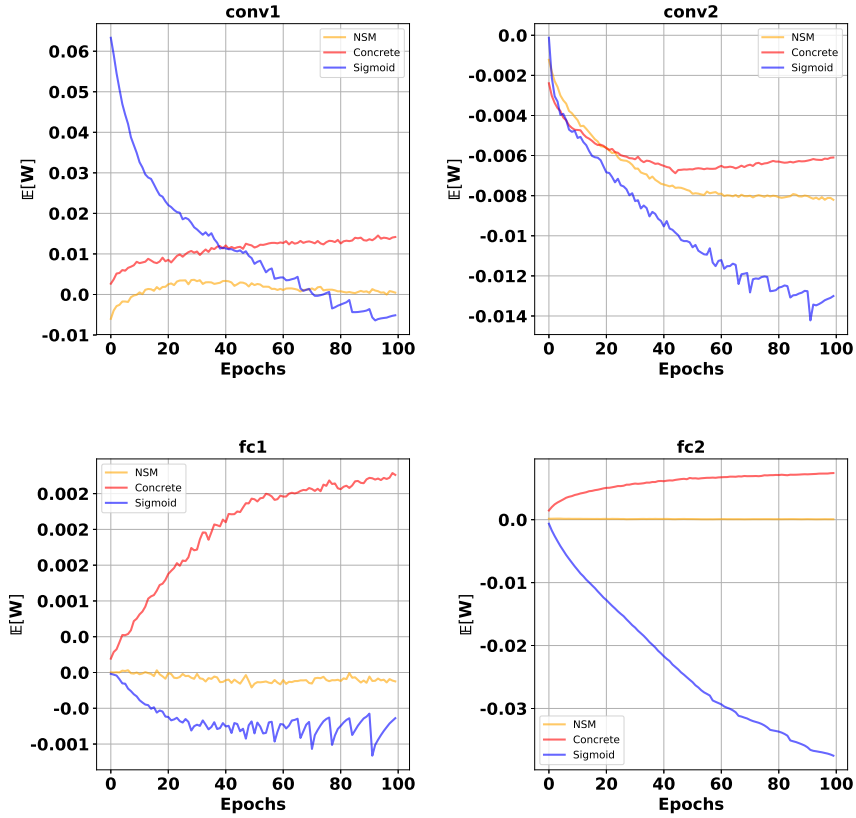 conv1
0.06
0.05
0.04
0.03
0.02
0.01
0.0
-0.01
𝔼[W]
0 20 40 60 80 100
Epochs
NSM
Concrete
Sigmoid
conv2
0.0
-0.002
-0.004
-0.006
-0.008
-0.01
-0.012
-0.014
𝔼[W]
0 20 40 60 80 100
Epochs
NSM
Concrete
Sigmoid
fc1
0.002
0.002
0.002
0.001
0.0
0.0
-0.0
-0.001
𝔼[W]
0 20 40 60 80 100
Epochs
NSM
Concrete
Sigmoid
fc2
0.0
-0.01
-0.02
-0.03
𝔼[W]
0 20 40 60 80 100
Epochs
NSM
Concrete
Sigmoid